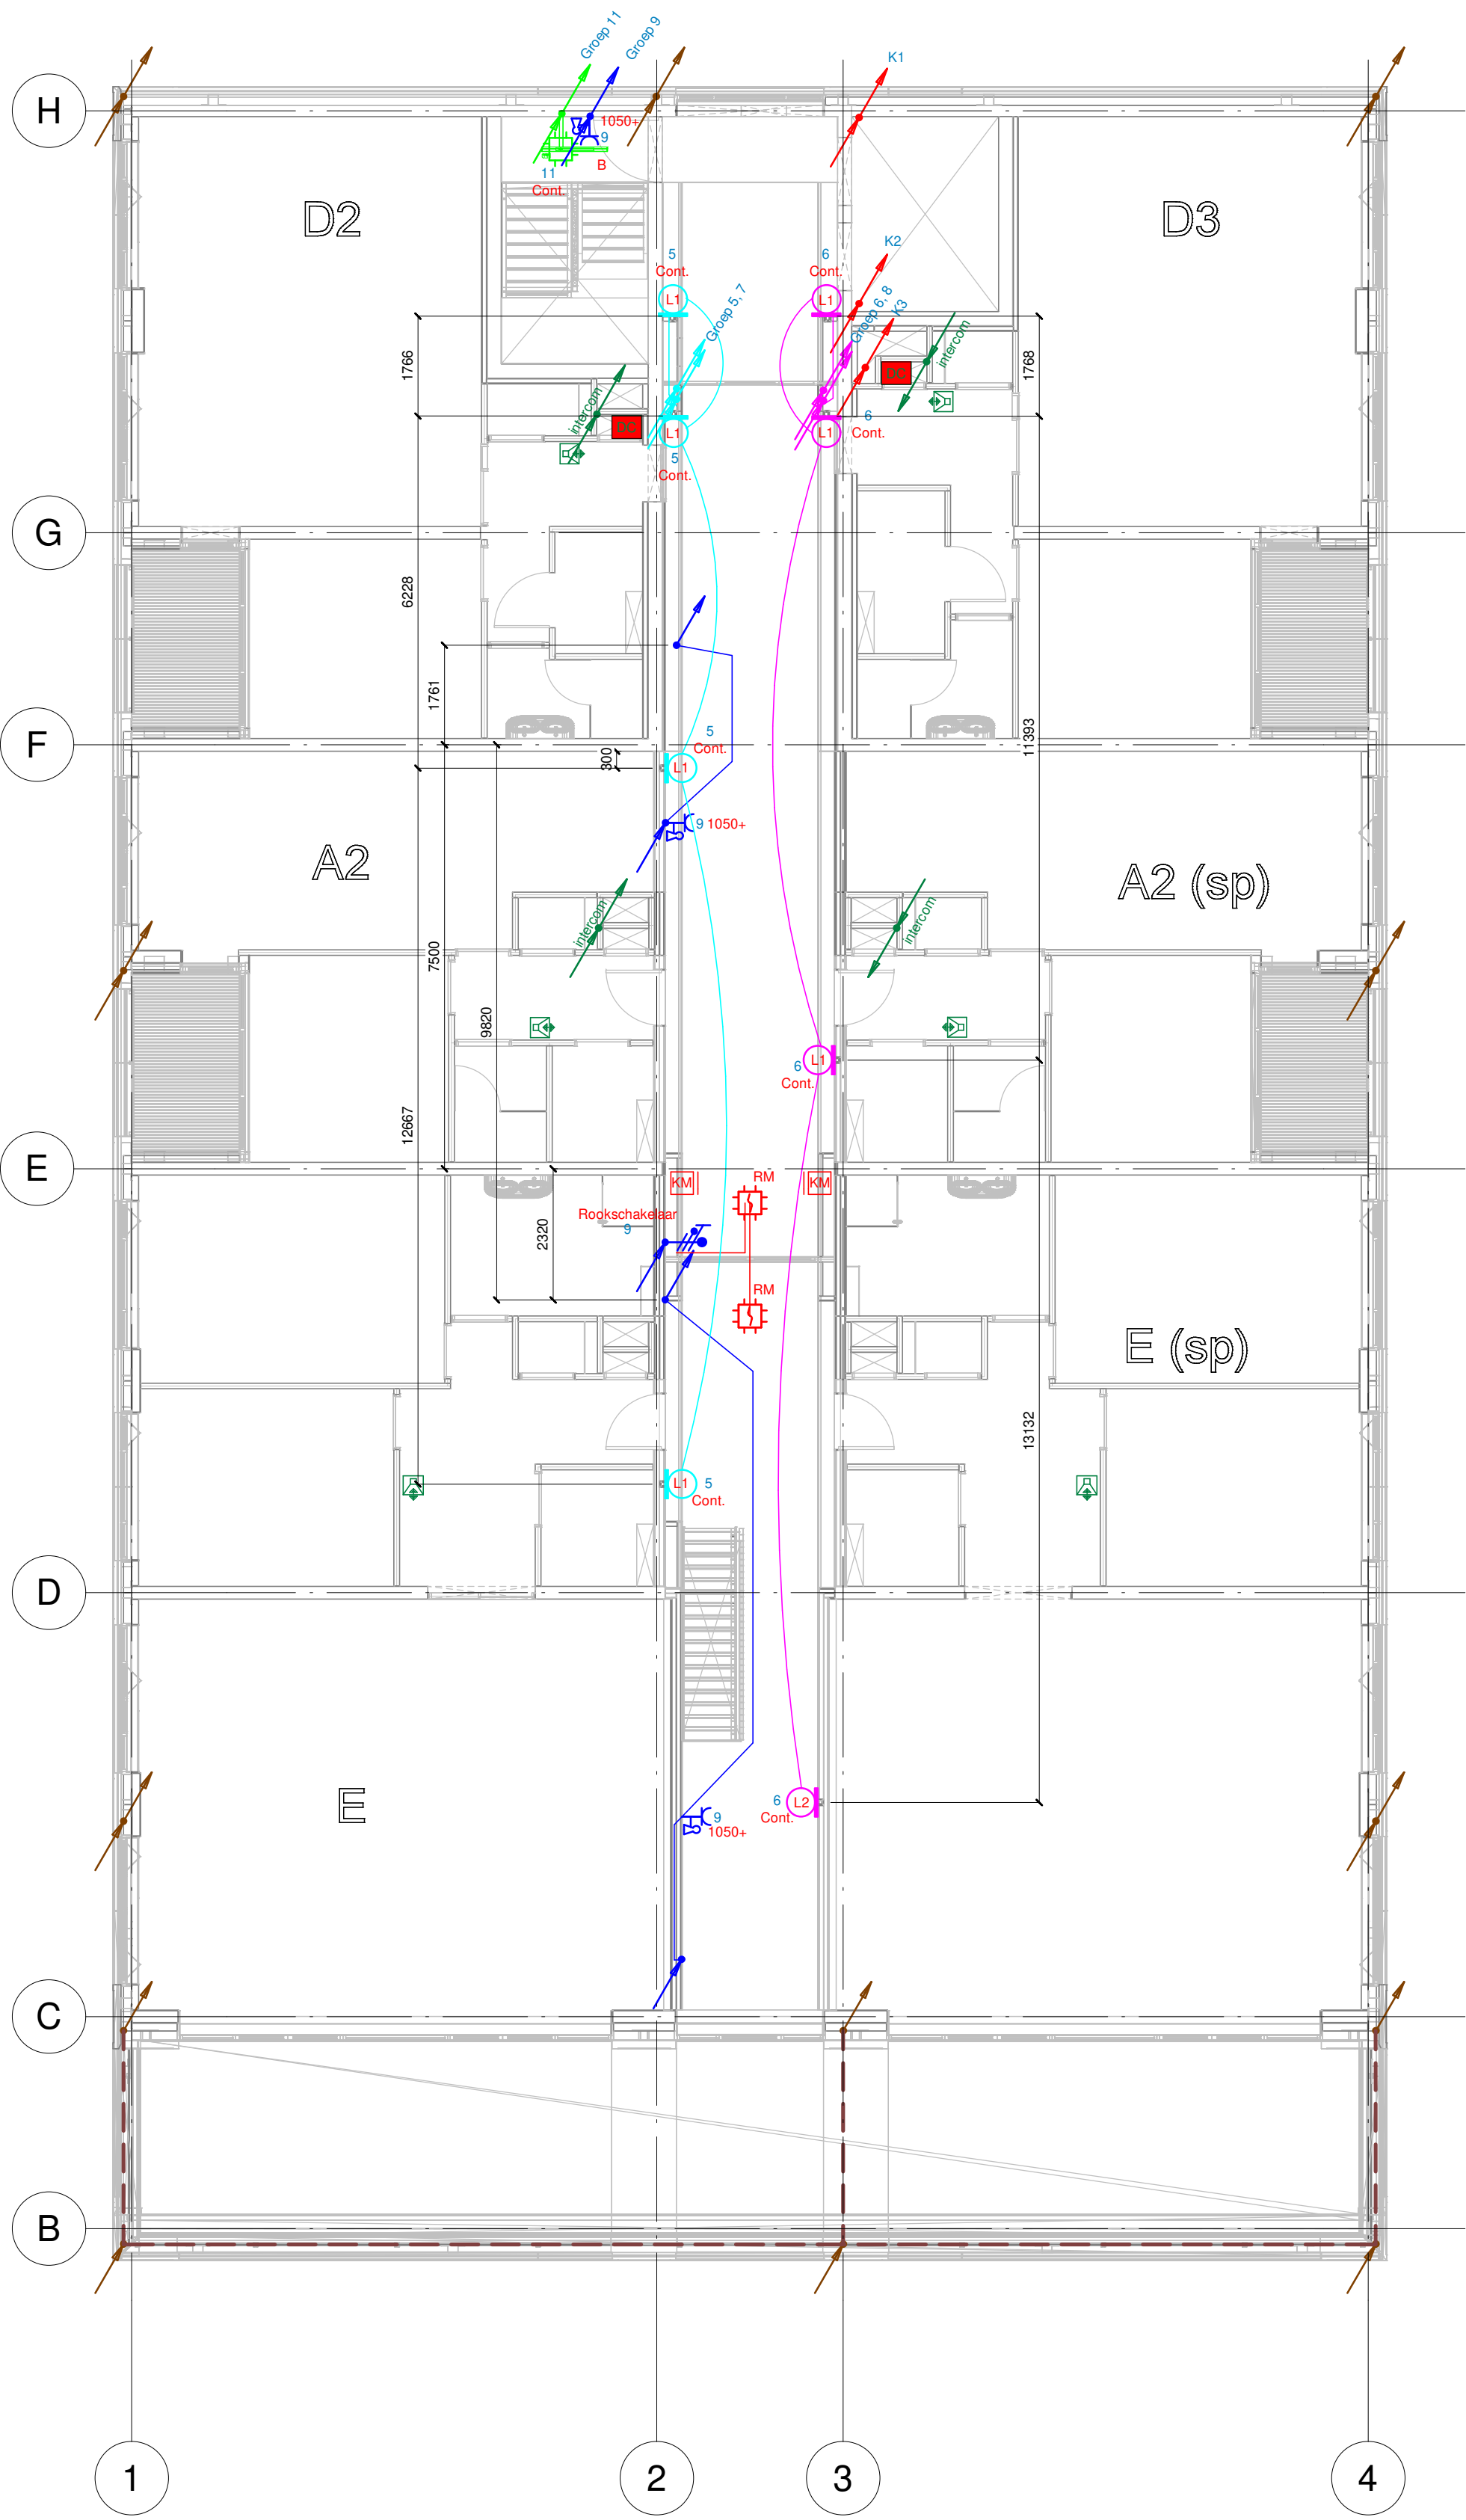 Groep 11
Groep 9
K1
H
1050+
9
B
11
Cont.
D2
D3
K2
5
Cont.
6
Cont.
L1
L1
Groep 5, 7
Groep 6, 8
K3
intercom
1766
1768
DC
intercom
DC
L1
L1
6
Cont.
5
Cont.
G
6228
1761
F
5
Cont.
300
11393
L1
9 1050+
A2
A2 (sp)
intercom
intercom
7500
9820
6
L1
Cont.
12667
E
KM
RM
KM
Rookschakelaar
9
2320
RM
E (sp)
13132
L1
5
Cont.
D
E
6
L2
Cont.
9
1050+
C
B
1
2
3
4